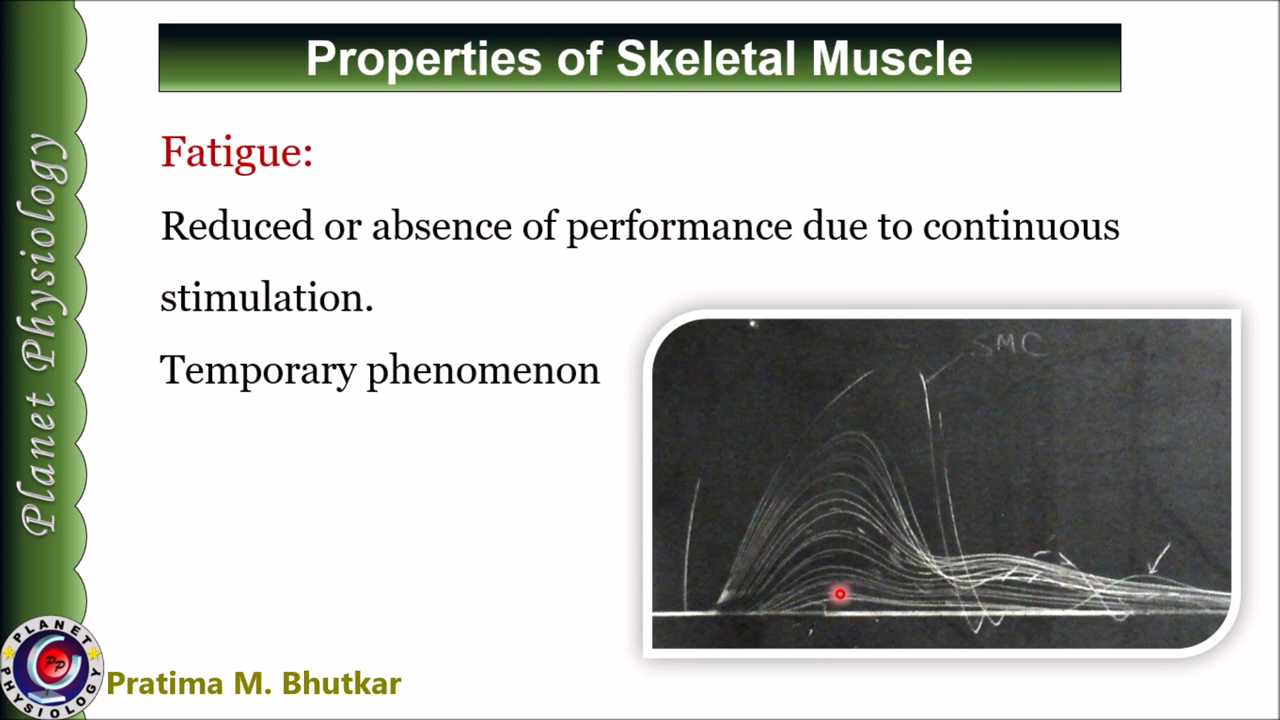 Properties of Skeletal Muscle
Fatigue:
Reduced or absence of performance due to continuous
stimulation.
Temporary phenomenon
SMC
Planet Physiology
PLANET
PP
PHYSIOLOGY
Pratima M. Bhutkar